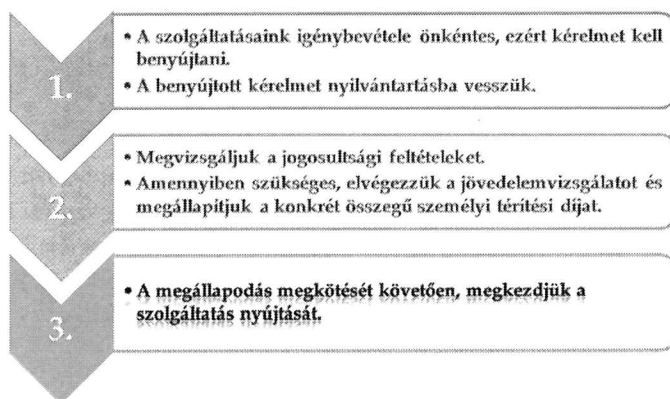 1.
• A szolgáltatásaink igénybevétele önkéntes, ezért kérelmet kell
benyújtani.
• A benyújtott kérelmet nyilvántartásba vesszük.
2.
• Megvizsgáljuk a jogosultsági feltételeket.
• Amennyiben szükséges, elvégezzük a jövedelemvizsgálatot és
megállapítjuk a konkrét összegű személyi térítési díjat.
3.
• A megállapodás megkötését követően, megkezdjük a
szolgáltatás nyújtását.